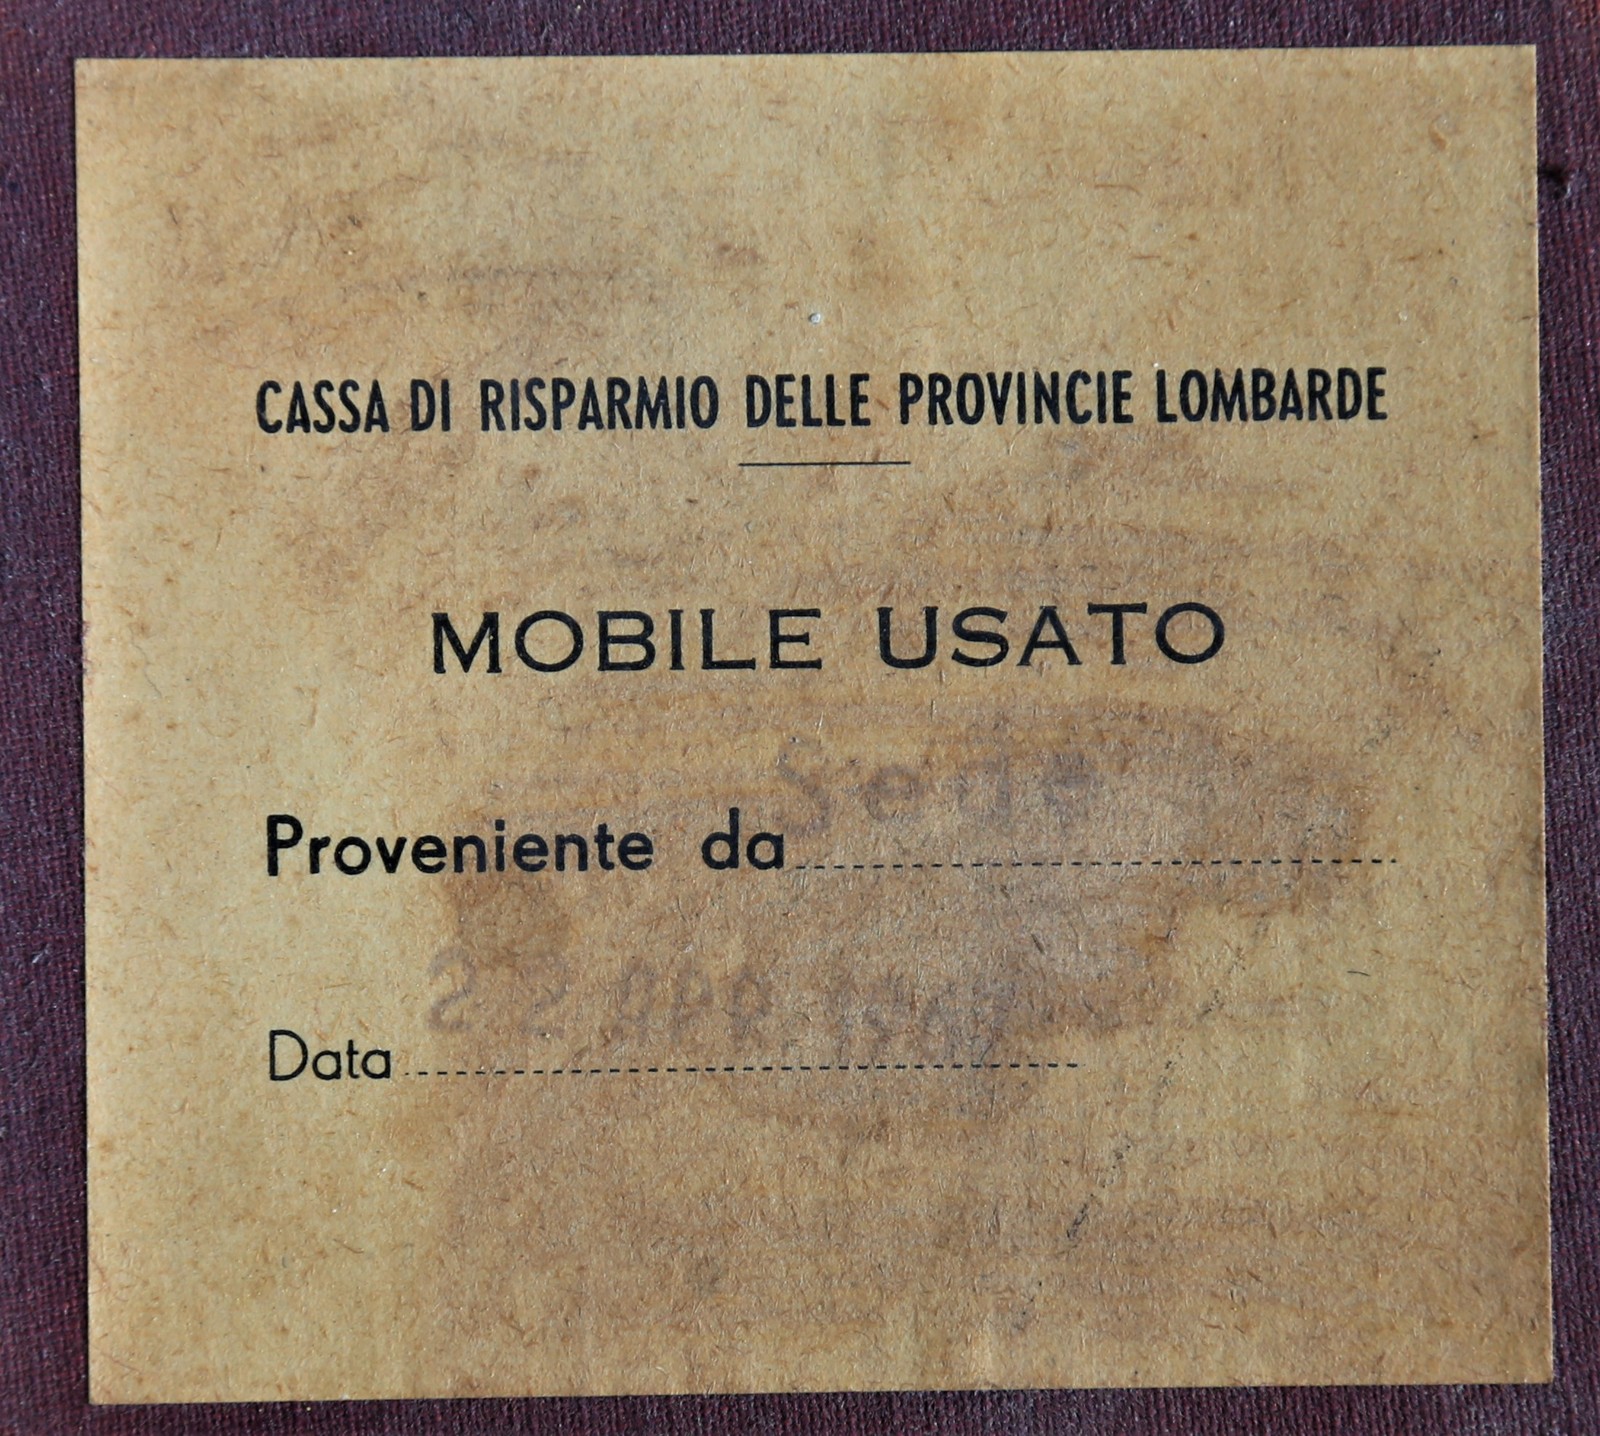 CASSA DI RISPARMIO DELLE PROVINCIE LOMBARDE
MOBILE USATO
Proveniente da
Data